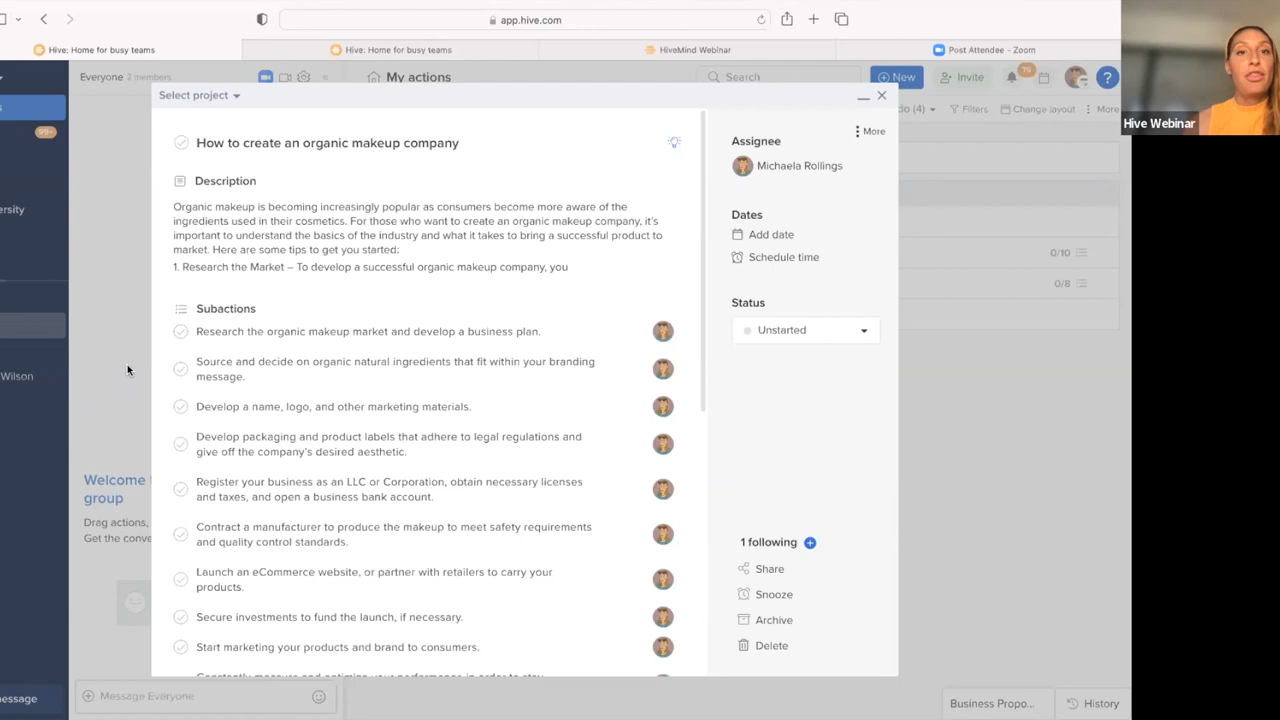 app.hive.com
Hive: Home for busy teams
Hive: Home for busy teams
HiveMind Webinar
Post Attendee - Zoom
Everyone 2 members
My actions
Search
New
Invite
?
Hive Webinar
Select project
do (4)
Filters
Change layout
More
99+
How to create an organic makeup company
More
Assignee
Michaela Rollings
Description
Organic makeup is becoming increasingly popular as consumers become more aware of the
ingredients used in their cosmetics. For those who want to create an organic makeup company, it's
important to understand the basics of the industry and what it takes to bring a successful product to
market. Here are some tips to get you started:
1. Research the Market – To develop a successful organic makeup company, you
Dates
Add date
Schedule time
ersity
0/10
0/8
Status
Unstarted
Subactions
Research the organic makeup market and develop a business plan.
Source and decide on organic natural ingredients that fit within your branding
message.
Wilson
Develop a name, logo, and other marketing materials.
Develop packaging and product labels that adhere to legal regulations and
give off the company's desired aesthetic.
Register your business as an LLC or Corporation, obtain necessary licenses
and taxes, and open a business bank account.
Welcome
group
Drag actions,
Get the conve
Contract a manufacturer to produce the makeup to meet safety requirements
and quality control standards.
Launch an eCommerce website, or partner with retailers to carry your
products.
Secure investments to fund the launch, if necessary.
Start marketing your products and brand to consumers.
1 following
Share
Snooze
Archive
Delete
essage
Message Everyone
Business Propo...
History